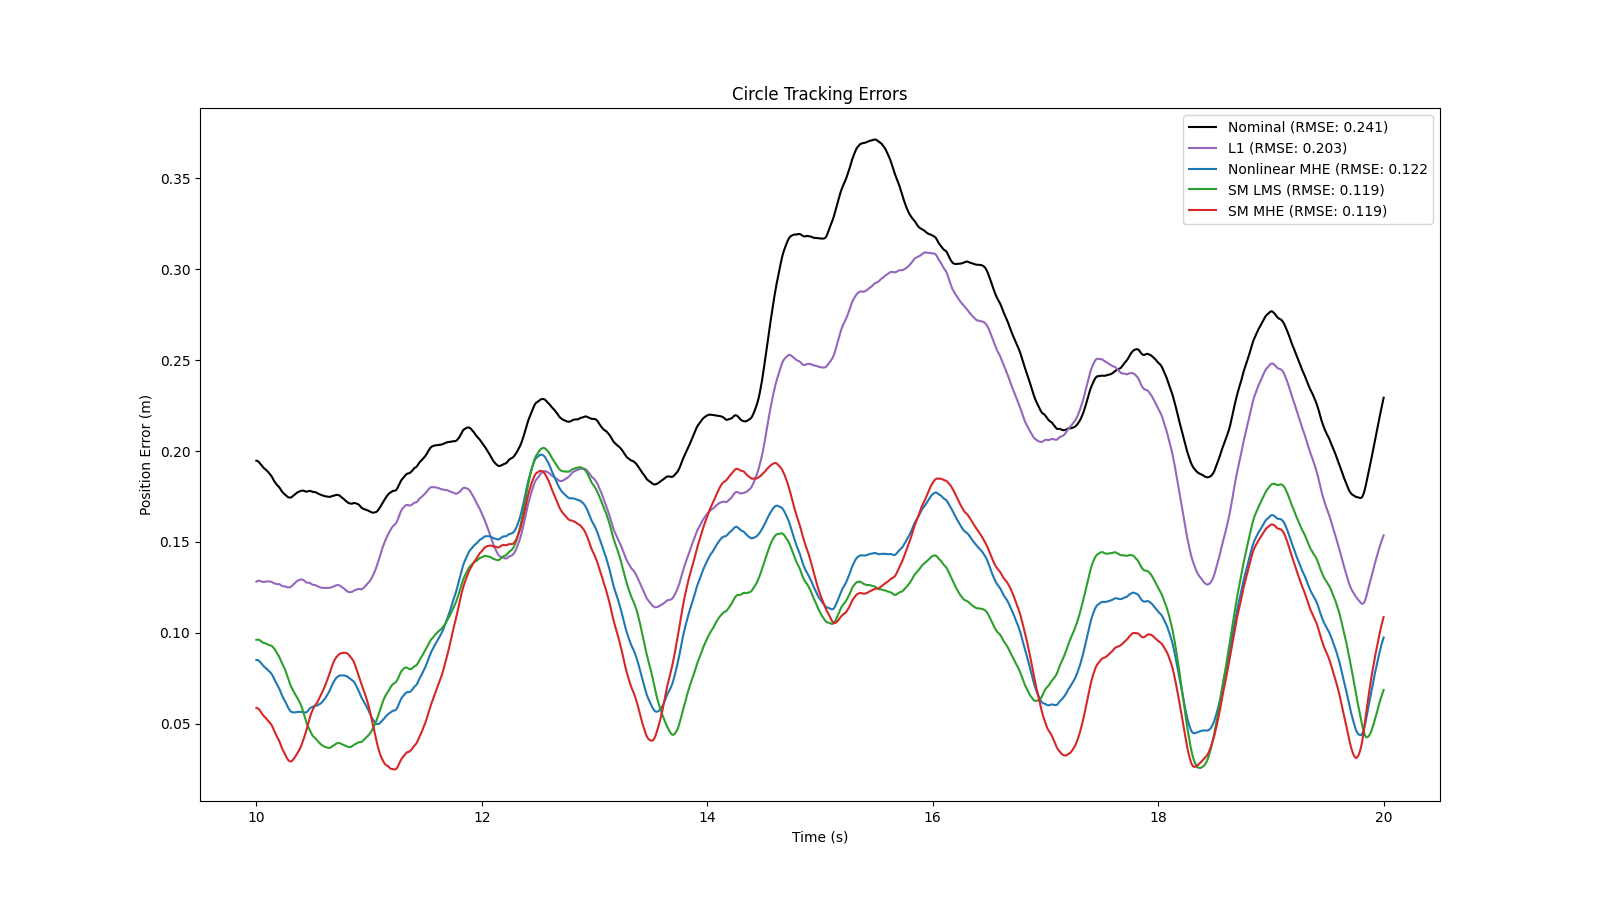 Circle Tracking Errors
Nominal (RMSE: 0.241)
L1 (RMSE: 0.203)
Nonlinear MHE (RMSE: 0.122
SM LMS (RMSE: 0.119)
SM MHE (RMSE: 0.119)
Position Error (m)
0.35
0.30
0.25
0.20
0.15
0.10
0.05
10 12 14 16 18 20
Time (s)